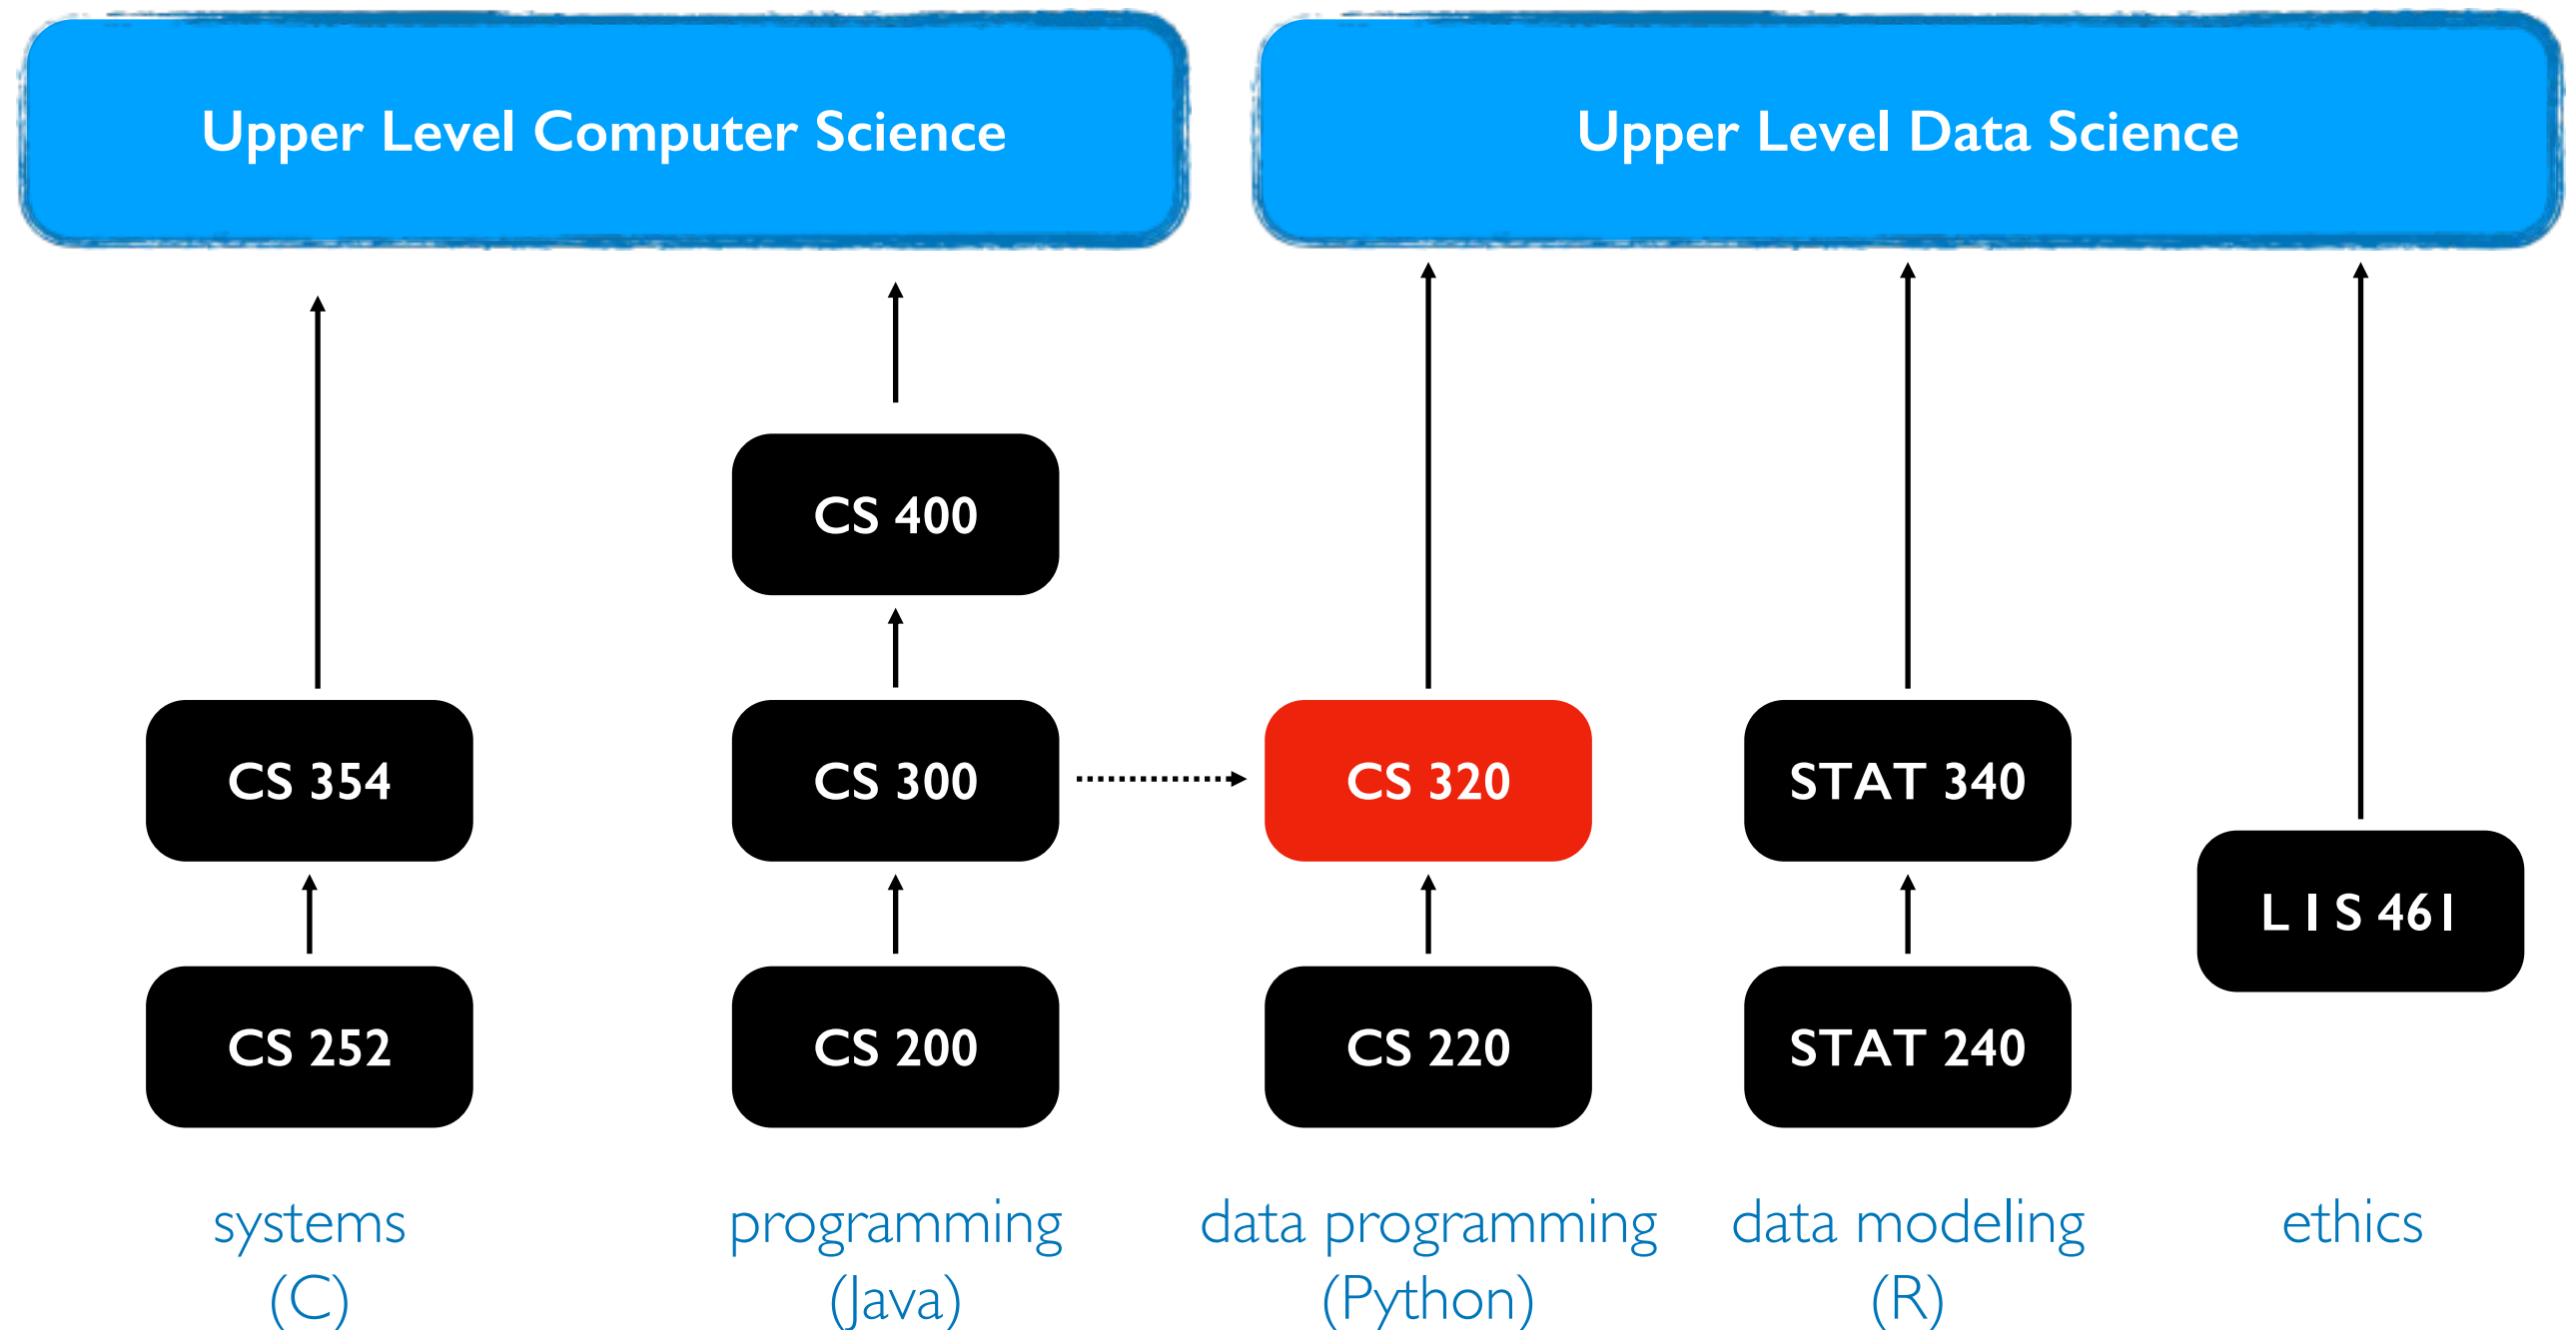 Upper Level Computer Science
Upper Level Data Science
CS 400
CS 354
CS 300
CS 320
STAT 340
L I S 461
CS 252
CS 200
CS 220
STAT 240
systems
(C)
programming
(Java)
data programming
(Python)
data modeling
(R)
ethics